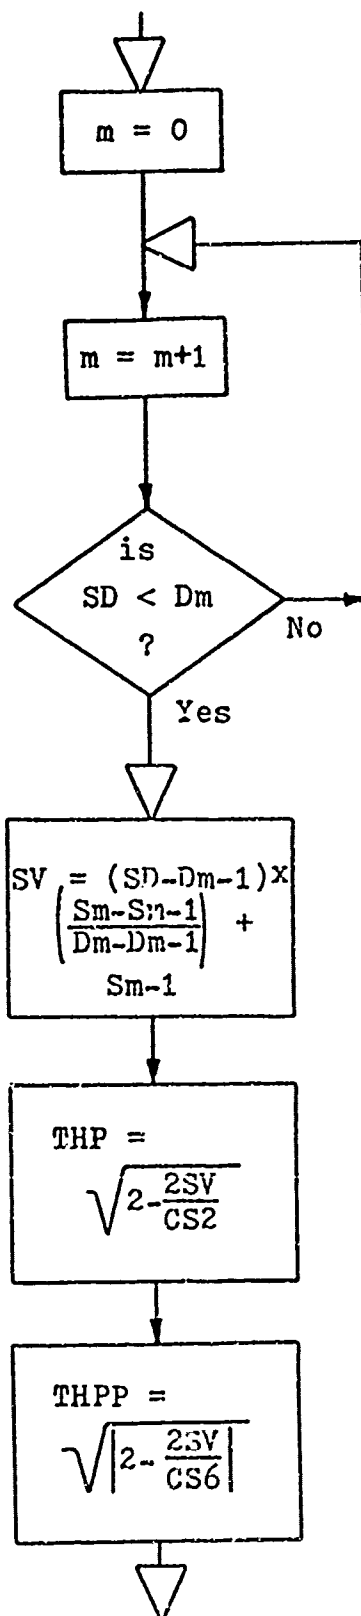 m = 0
m = m+1
is
SD < Dm
?
No
Yes
SV = (SD-Dm-1)x
(Sm-Sm-1 / Dm-Dm-1) +
Sm-1
THP =
√(2-2SV/CS2)
THPP =
√|2-2SV/CS6|